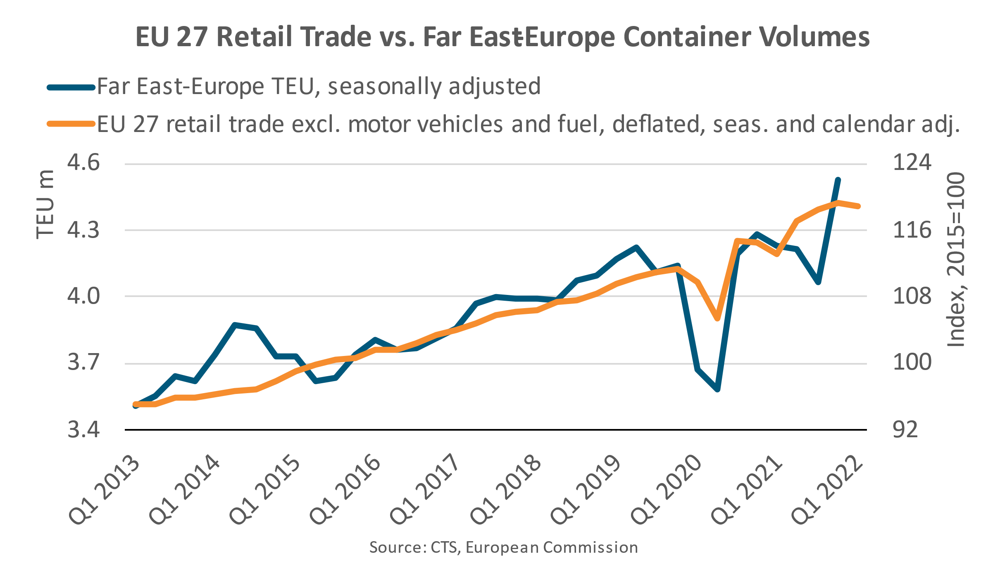 EU 27 Retail Trade vs. Far East-Europe Container Volumes
Far East-Europe TEU, seasonally adjusted
EU 27 retail trade excl. motor vehicles and fuel, deflated, seas. and calendar adj.
TEU m
4.6
4.3
4.0
3.7
3.4
124
116
108
100
92
Index, 2015=100
Q1 2013
Q1 2014
Q1 2015
Q1 2016
Q1 2017
Q1 2018
Q1 2019
Q1 2020
Q1 2021
Q1 2022
Source: CTS, European Commission